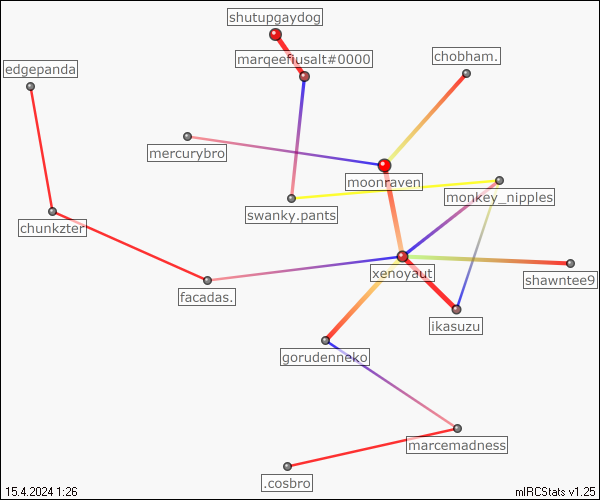 shutupgaydog
marqeefiusalt#0000
chobham.
edgepanda
mercurybro
moonraven
monkey_nipples
swanky.pants
chunkzter
xenoyaut
shawntee9
facadas.
ikasuzu
gorudenneko
marcemadness
.cosbro
15.4.2024 1:26
mIRCStats v1.25